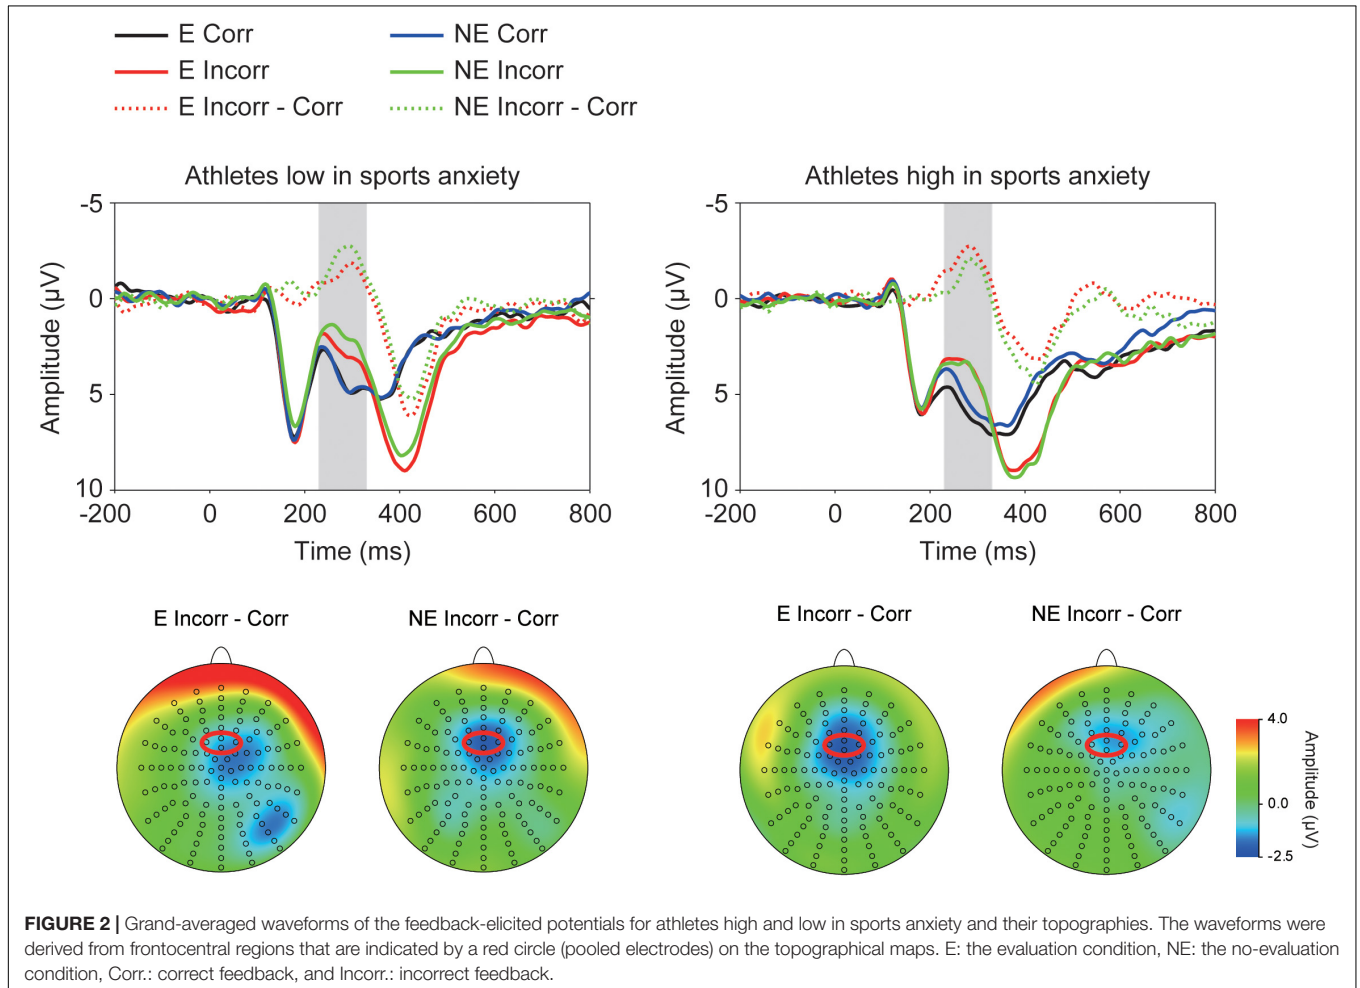 E Corr
NE Corr
E Incorr
NE Incorr
E Incorr - Corr
NE Incorr - Corr
Athletes low in sports anxiety
-5
0
5
10
Amplitude (µV)
-200
0
200
400
600
800
Time (ms)
Athletes high in sports anxiety
-5
0
5
10
Amplitude (µV)
-200
0
200
400
600
800
Time (ms)
E Incorr - Corr
NE Incorr - Corr
E Incorr - Corr
NE Incorr - Corr
4.0
0.0
-2.5
Amplitude (µV)
FIGURE 2 | Grand-averaged waveforms of the feedback-elicited potentials for athletes high and low in sports anxiety and their topographies. The waveforms were
derived from frontocentral regions that are indicated by a red circle (pooled electrodes) on the topographical maps. E: the evaluation condition, NE: the no-evaluation
condition, Corr.: correct feedback, and Incorr.: incorrect feedback.